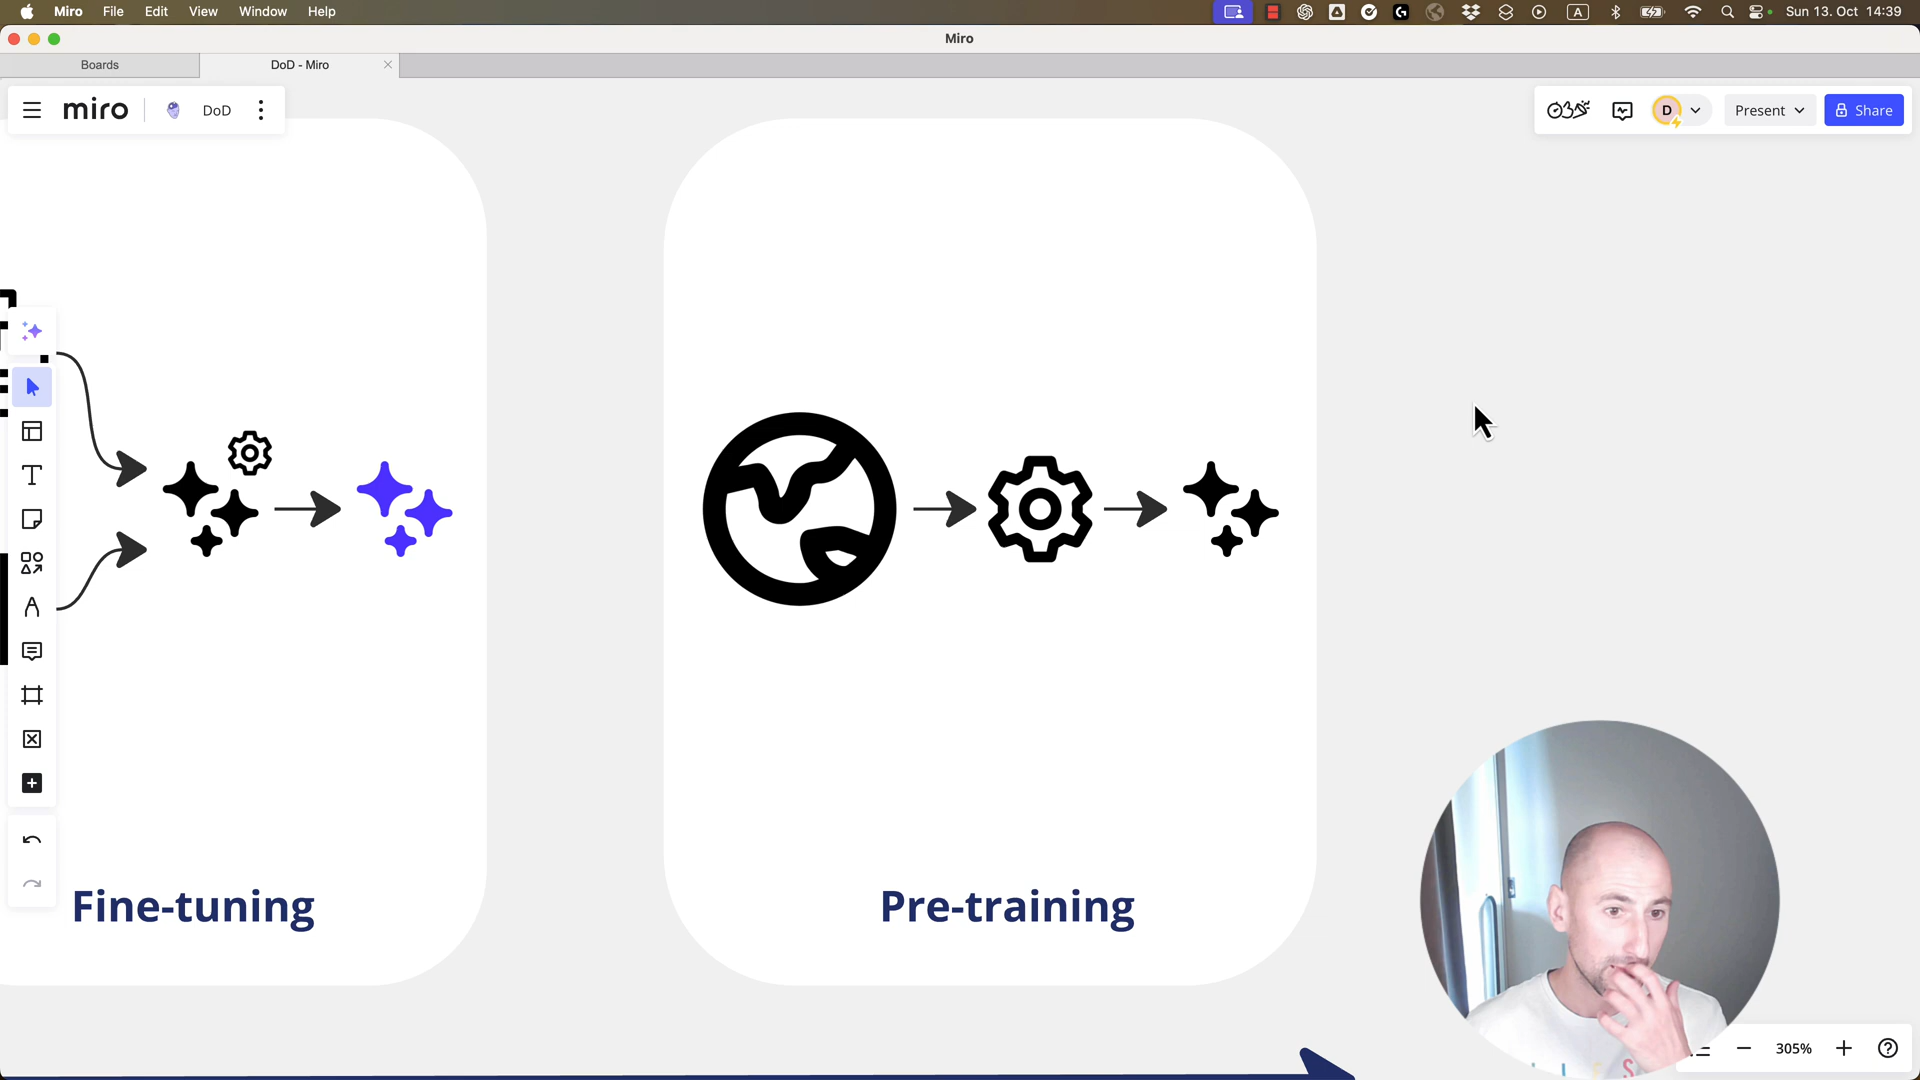 Miro File Edit View Window Help
Sun 13. Oct 14:39
Miro
Boards
DoD - Miro
miro
DoD
D
Present
Share
Fine-tuning
Pre-training
305%